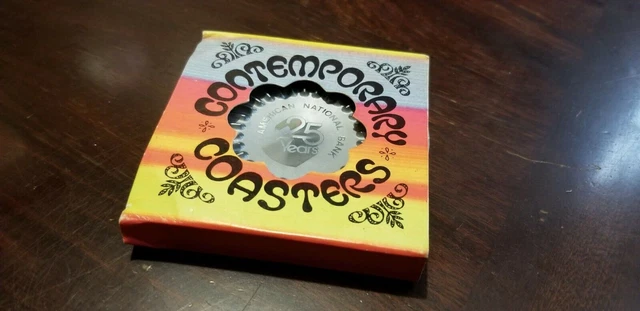 CONTEMPORARY
AMERICAN NATIONAL BANK
25
Years
COASTERS